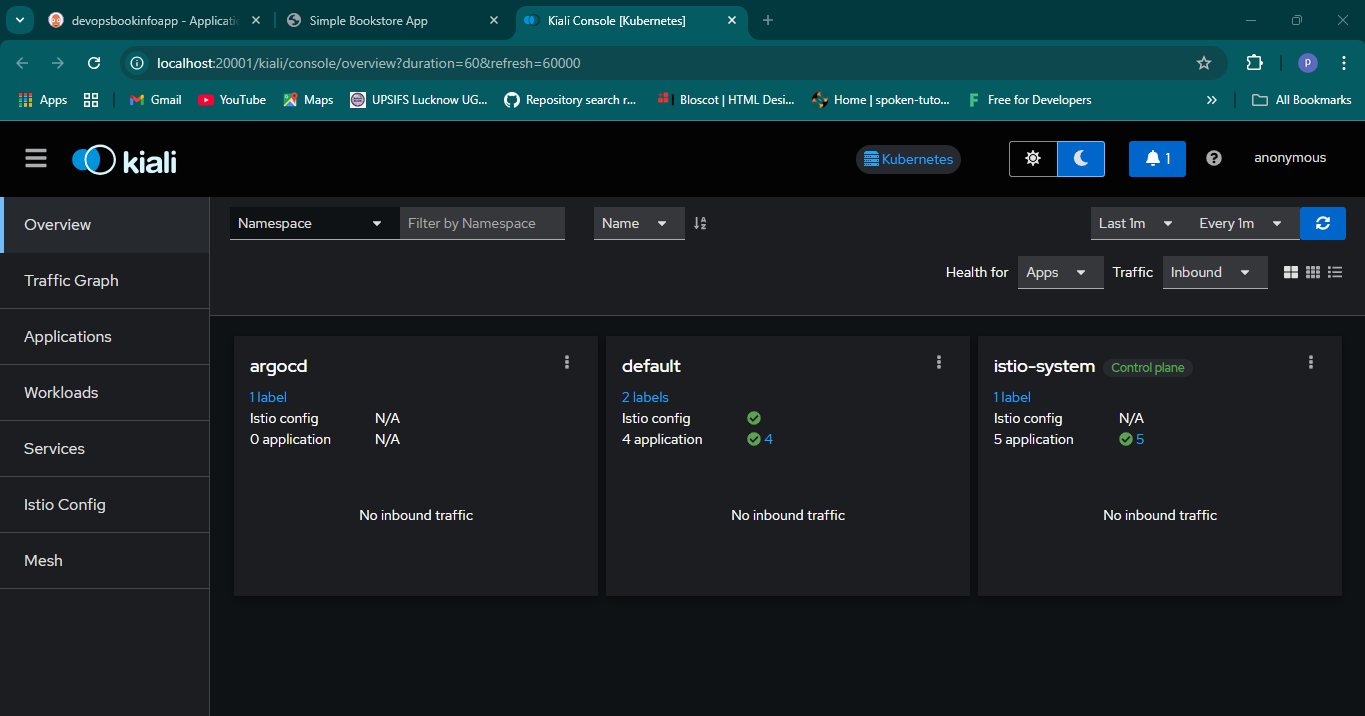 devopsbookinfoapp - Applicati
Simple Bookstore App
Kiali Console [Kubernetes]
localhost:20001/kiali/console/overview?duration=60&refresh=60000
p
Apps
Gmail
YouTube
Maps
UPSIFS Lucknow UG...
Repository search r...
Bloscot | HTML Desi...
Home | spoken-tuto...
Free for Developers
»
All Bookmarks
kiali
Kubernetes
1
anonymous
Overview
Traffic Graph
Applications
Workloads
Services
Istio Config
Mesh
Namespace
Filter by Namespace
Name
Last 1m
Every 1m
Health for
Apps
Traffic
Inbound
argocd
1 label
Istio config N/A
0 application N/A
No inbound traffic
default
2 labels
Istio config
4 application 4
No inbound traffic
istio-system Control plane
1 label
Istio config N/A
5 application 5
No inbound traffic